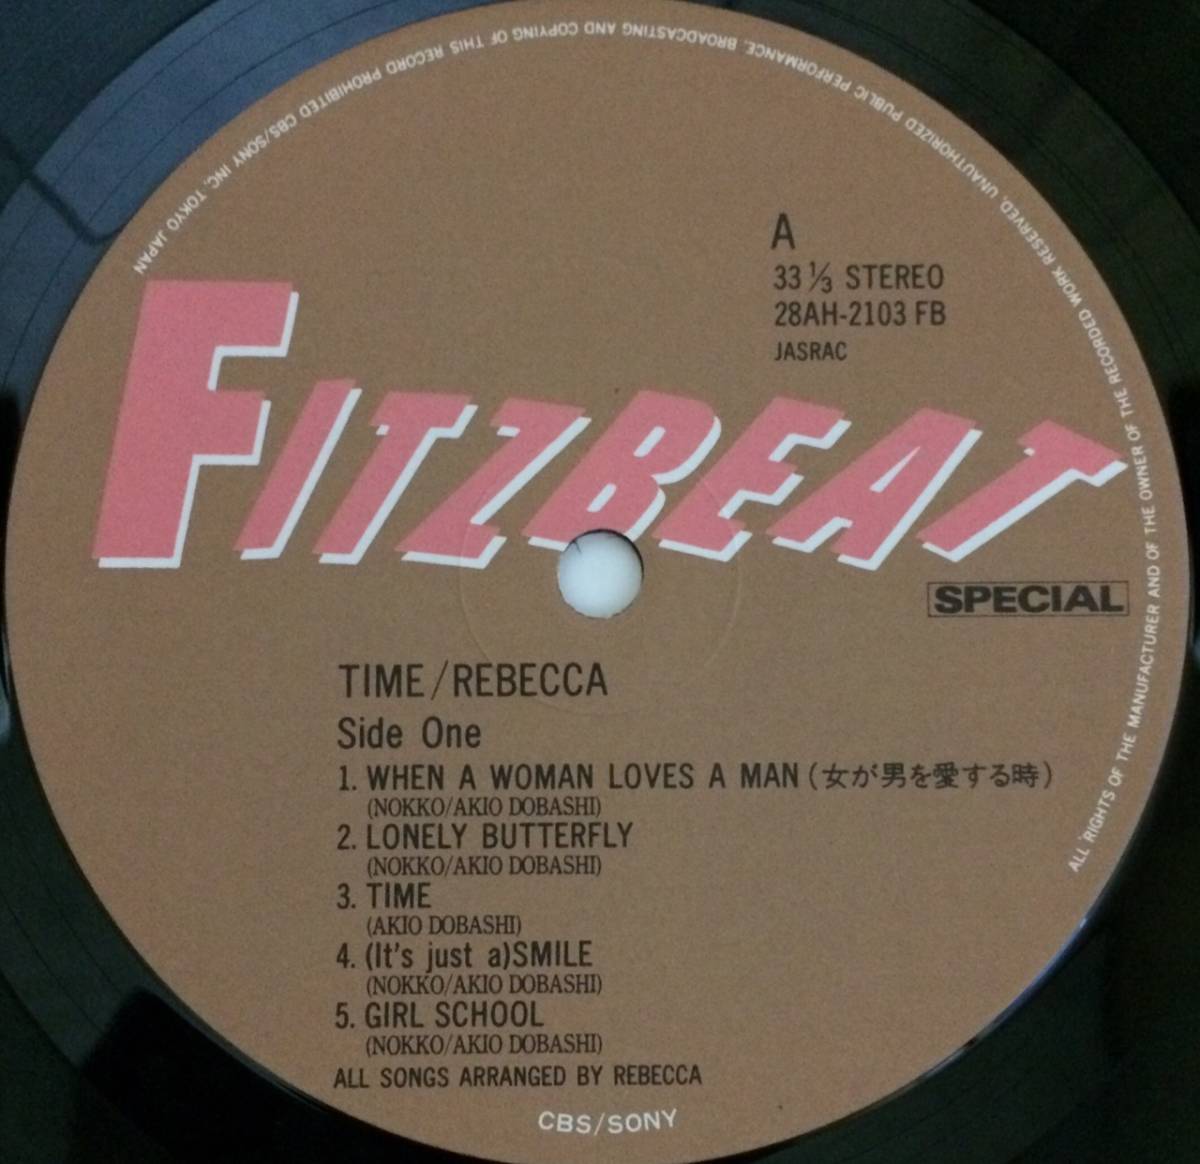 A
33 1/3 STEREO
28AH-2103 FB
JASRAC
FITZBEAT
SPECIAL
TIME/REBECCA
Side One
1. WHEN A WOMAN LOVES A MAN (女が男を愛する時)
(NOKKO/AKIO DOBASHI)
2. LONELY BUTTERFLY
(NOKKO/AKIO DOBASHI)
3. TIME
(AKIO DOBASHI)
4. (It's just a)SMILE
(NOKKO/AKIO DOBASHI)
5. GIRL SCHOOL
(NOKKO/AKIO DOBASHI)
ALL SONGS ARRANGED BY REBECCA
CBS/SONY
ALL RIGHTS OF THE MANUFACTURER AND OF THE OWNER OF THE RECORDED WORK RESERVED. UNAUTHORIZED PUBLIC PERFORMANCE, BROADCASTING AND COPYING OF THIS RECORD PROHIBITED CBS/SONY INC. TOKYO JAPAN